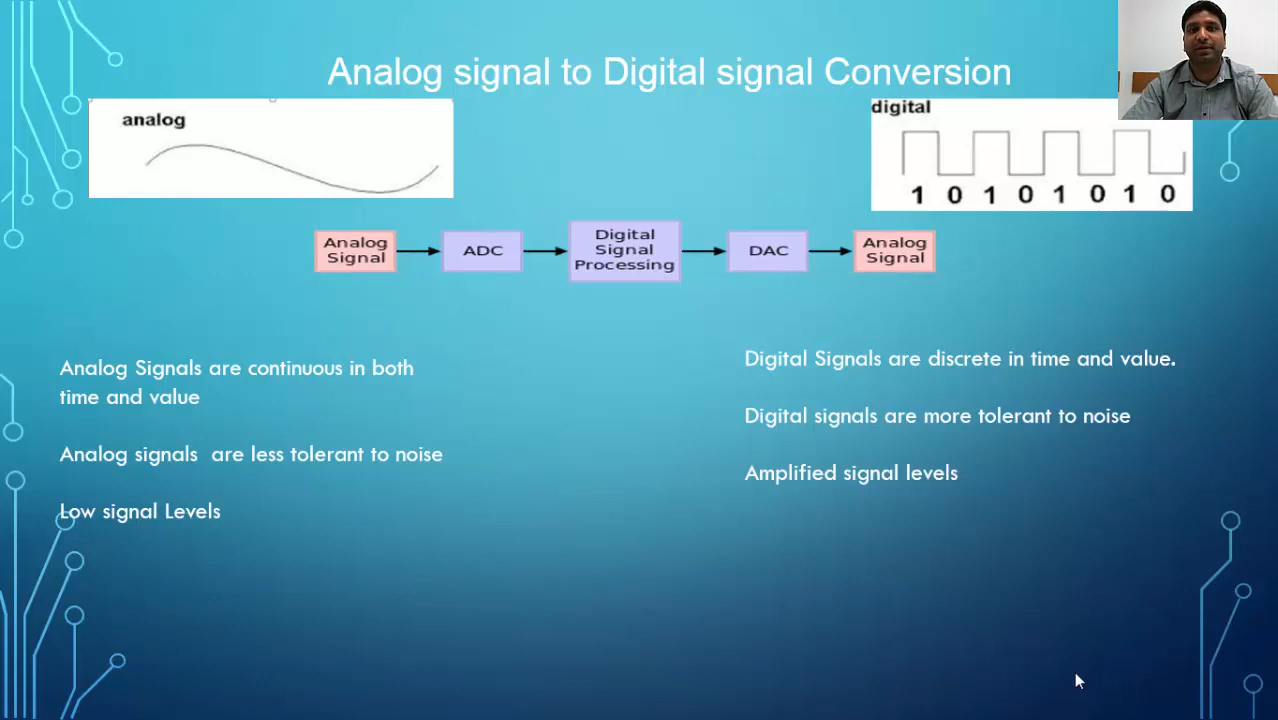 Analog signal to Digital signal Conversion
analog
digital
1 0 1 0 1 0 1 0
Analog
Signal
ADC
Digital
Signal
Processing
DAC
Analog
Signal
Analog Signals are continuous in both
time and value
Analog signals are less tolerant to noise
Low signal Levels
Digital Signals are discrete in time and value.
Digital signals are more tolerant to noise
Amplified signal levels